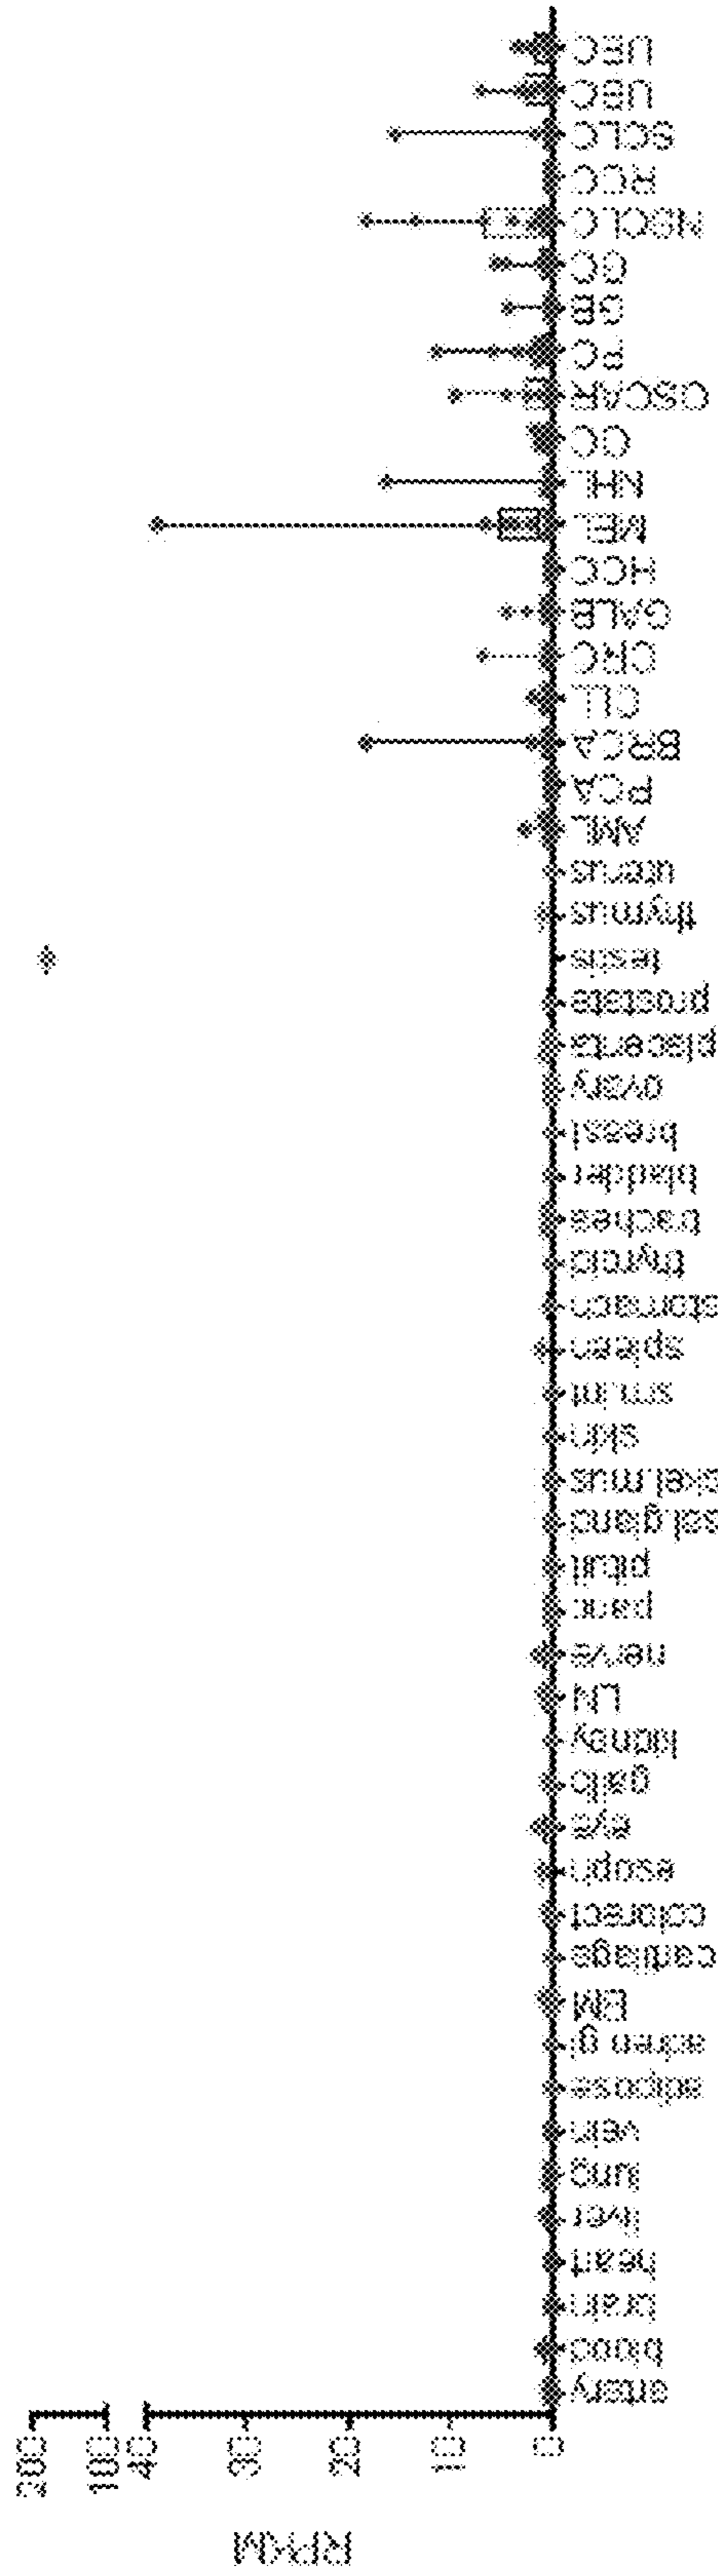 RPKM
200
100
40
30
20
10
0
artery
blood
brain
heart
liver
lung
vein
adipose
adren.gl
BM
cartilage
colorect
esoph
eye
galb
kidney
LN
nerve
panc
pituit
sal.gland
skel.mus
skin
sm.int
spleen
stomach
thyroid
trachea
bladder
breast
ovary
placenta
prostate
testis
thymus
uterus
AML
PCA
BRCA
CLL
CRC
GALB
HCC
MEL
NHL
OC
OSCAR
PC
GB
GC
NSCLC
RCC
SCLC
UBC
UEC